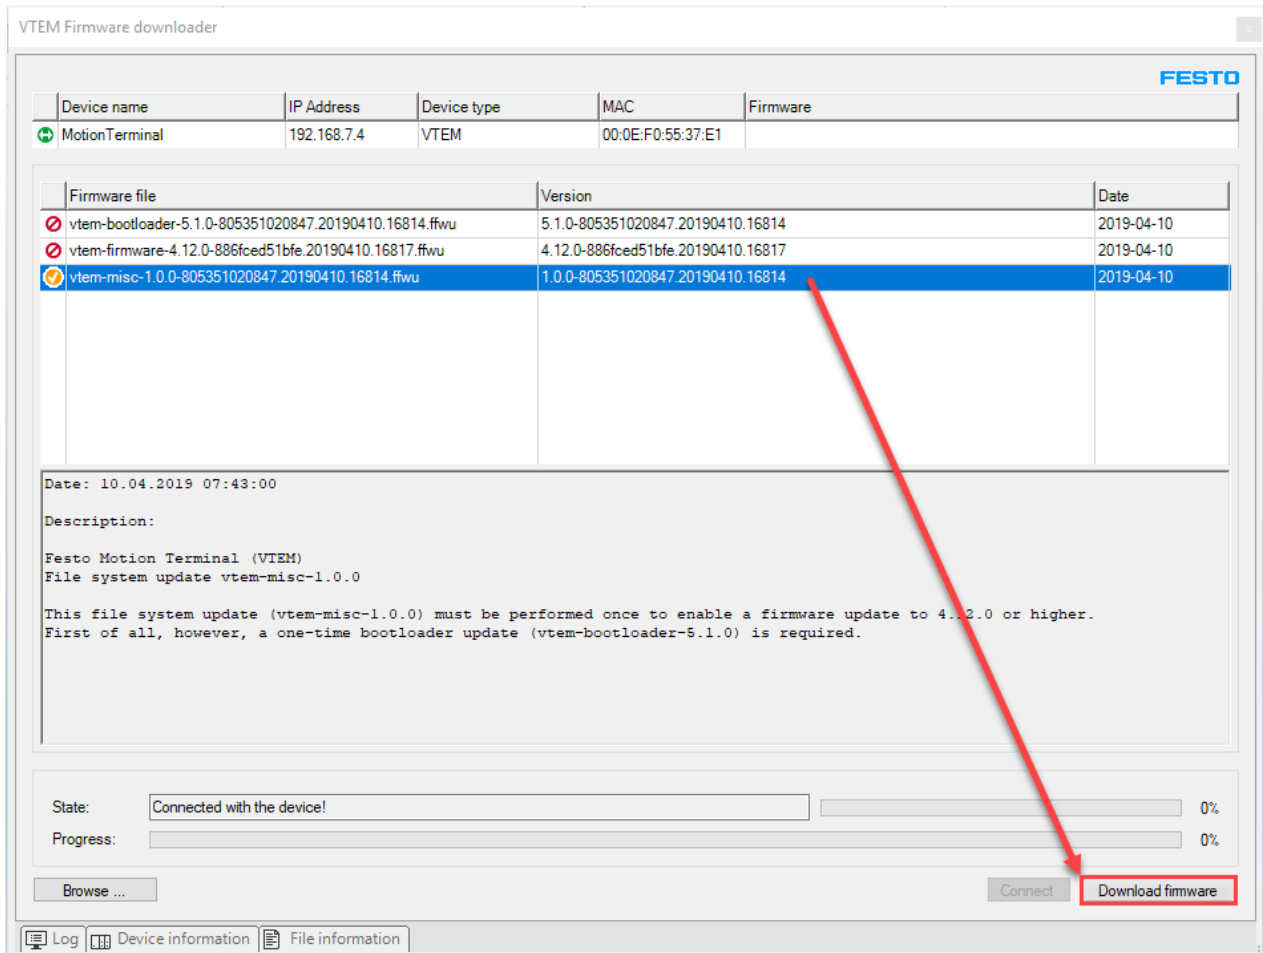 VTEM Firmware downloader
FESTO
Device name IP Address Device type MAC Firmware
MotionTerminal 192.168.7.4 VTEM 00:0E:F0:55:37:E1
Firmware file Version Date
vtem-bootloader-5.1.0-805351020847.20190410.16814.ffwu 5.1.0-805351020847.20190410.16814 2019-04-10
vtem-firmware-4.12.0-886fced51bfe.20190410.16817.ffwu 4.12.0-886fced51bfe.20190410.16817 2019-04-10
vtem-misc-1.0.0-805351020847.20190410.16814.ffwu 1.0.0-805351020847.20190410.16814 2019-04-10
Date: 10.04.2019 07:43:00
Description:
Festo Motion Terminal (VTEM)
File system update vtem-misc-1.0.0
This file system update (vtem-misc-1.0.0) must be performed once to enable a firmware update to 4.12.0 or higher.
First of all, however, a one-time bootloader update (vtem-bootloader-5.1.0) is required.
State: Connected with the device! 0%
Progress: 0%
Browse ... Connect Download firmware
Log Device information File information